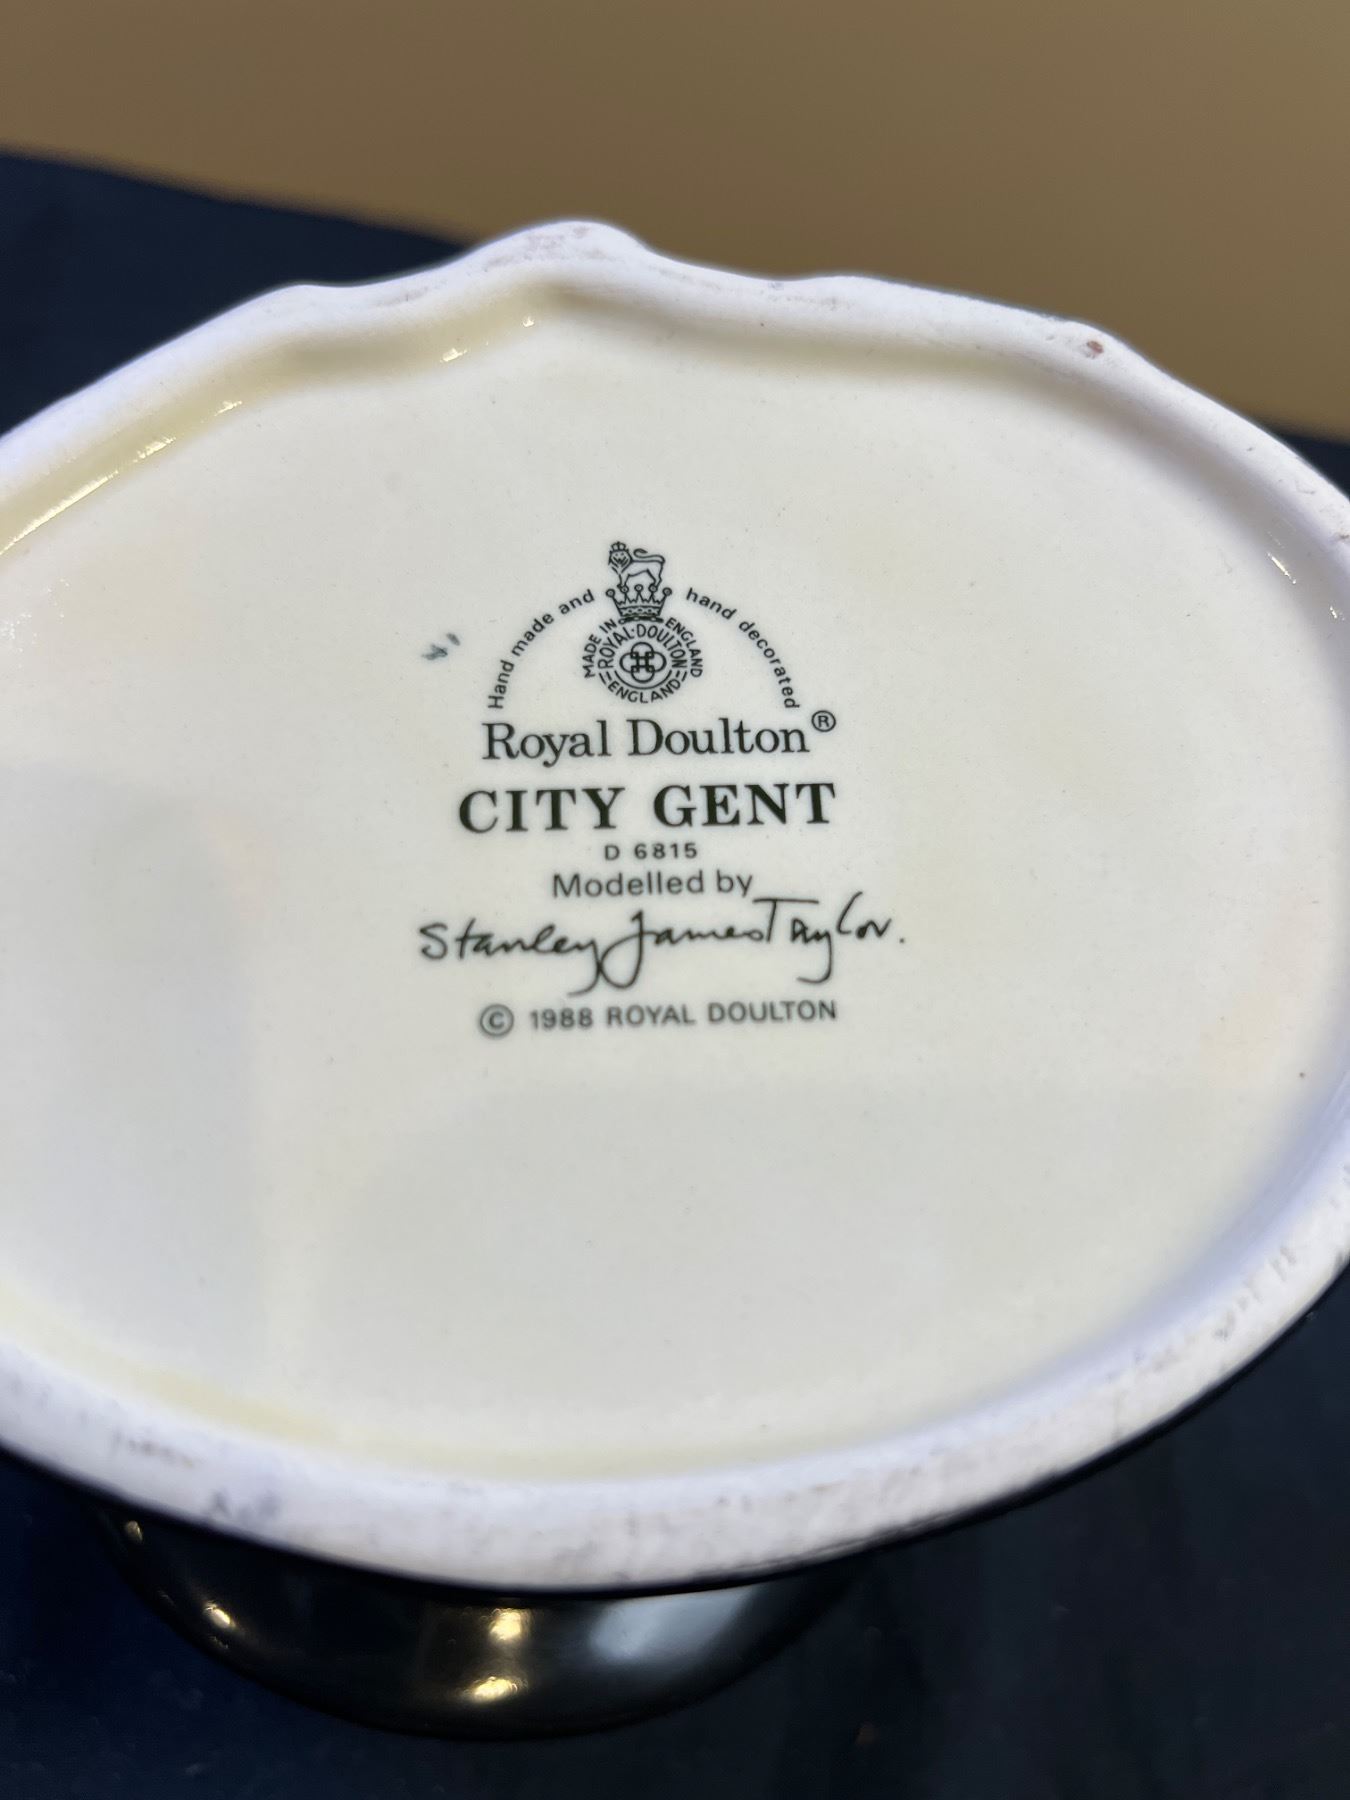 Hand made and hand decorated
MADE IN ENGLAND
ROYAL·DOULTON
ENGLAND
Royal Doulton®
CITY GENT
D 6815
Modelled by
Stanley James Taylor.
© 1988 ROYAL DOULTON